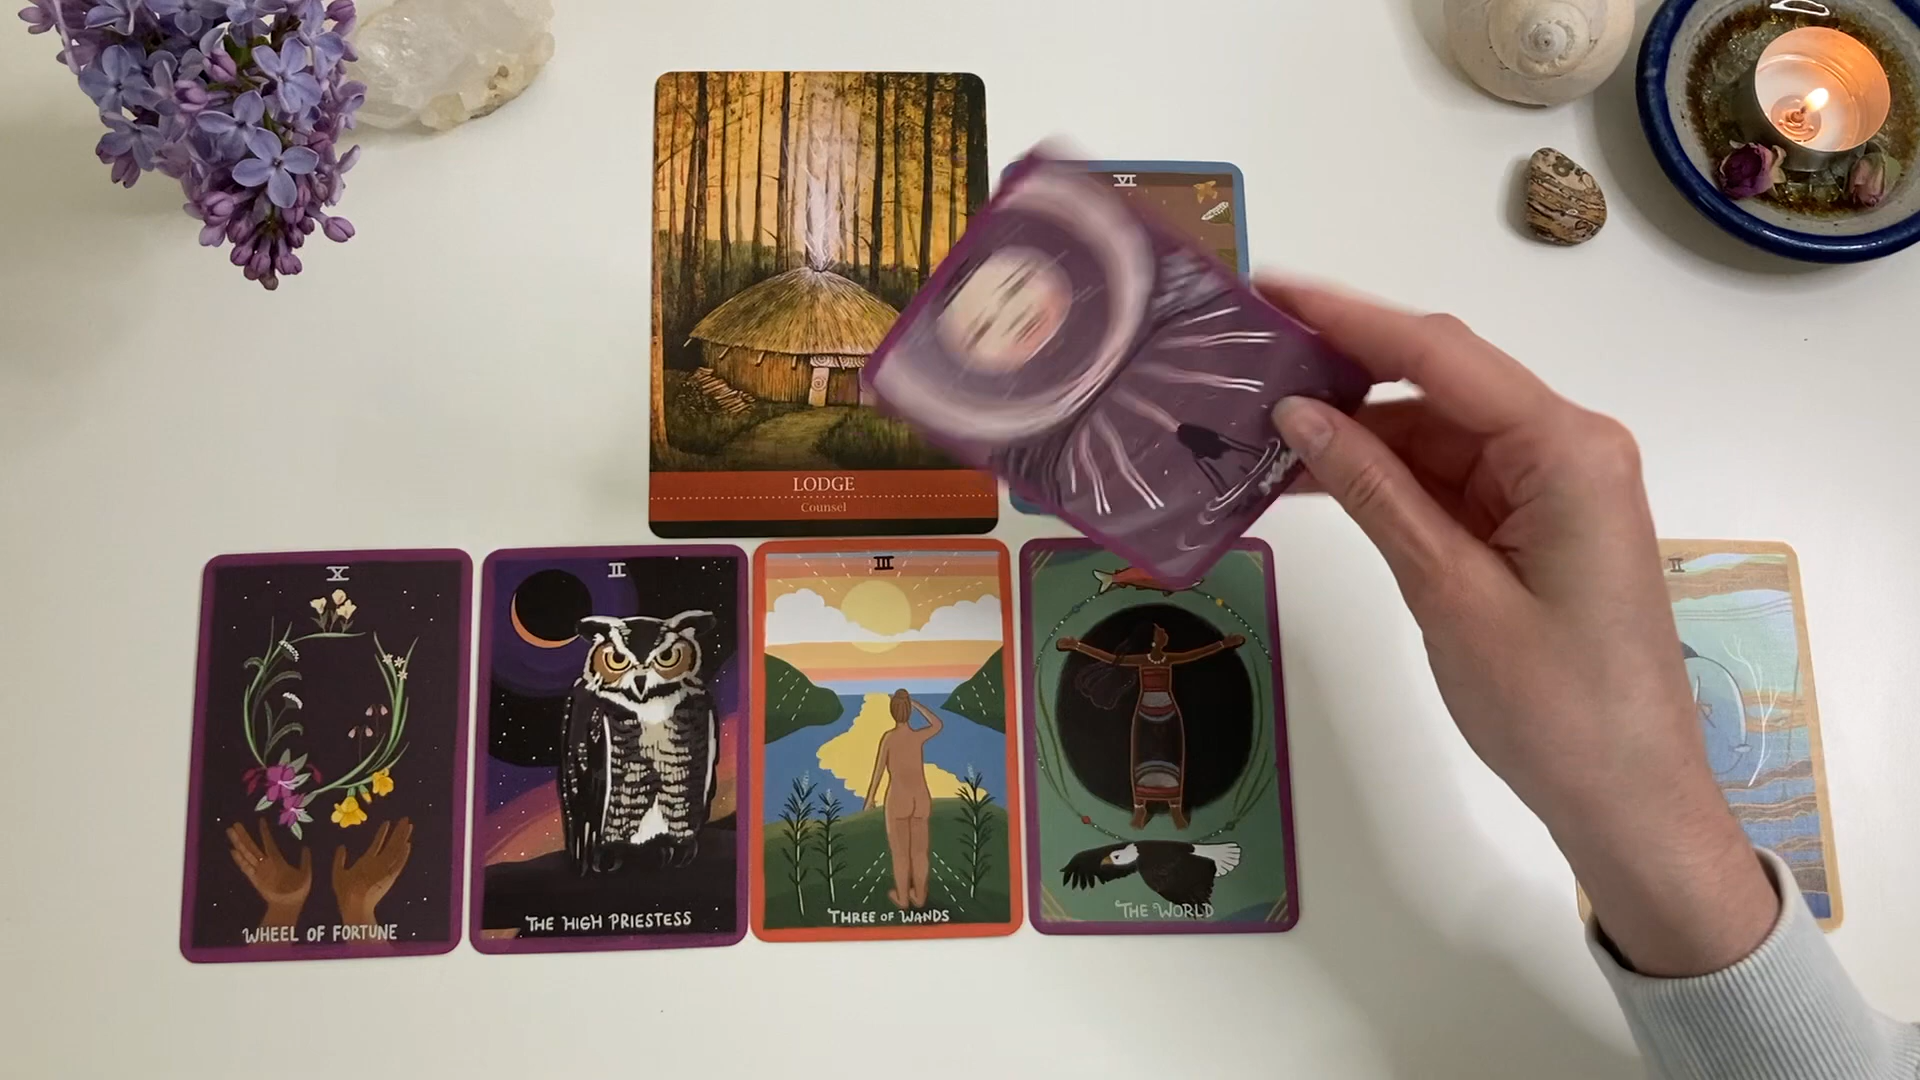 VI
LODGE
Counsel
X
II
III
II
WHEEL OF FORTUNE
THE HIGH PRIESTESS
THREE OF WANDS
THE WORLD